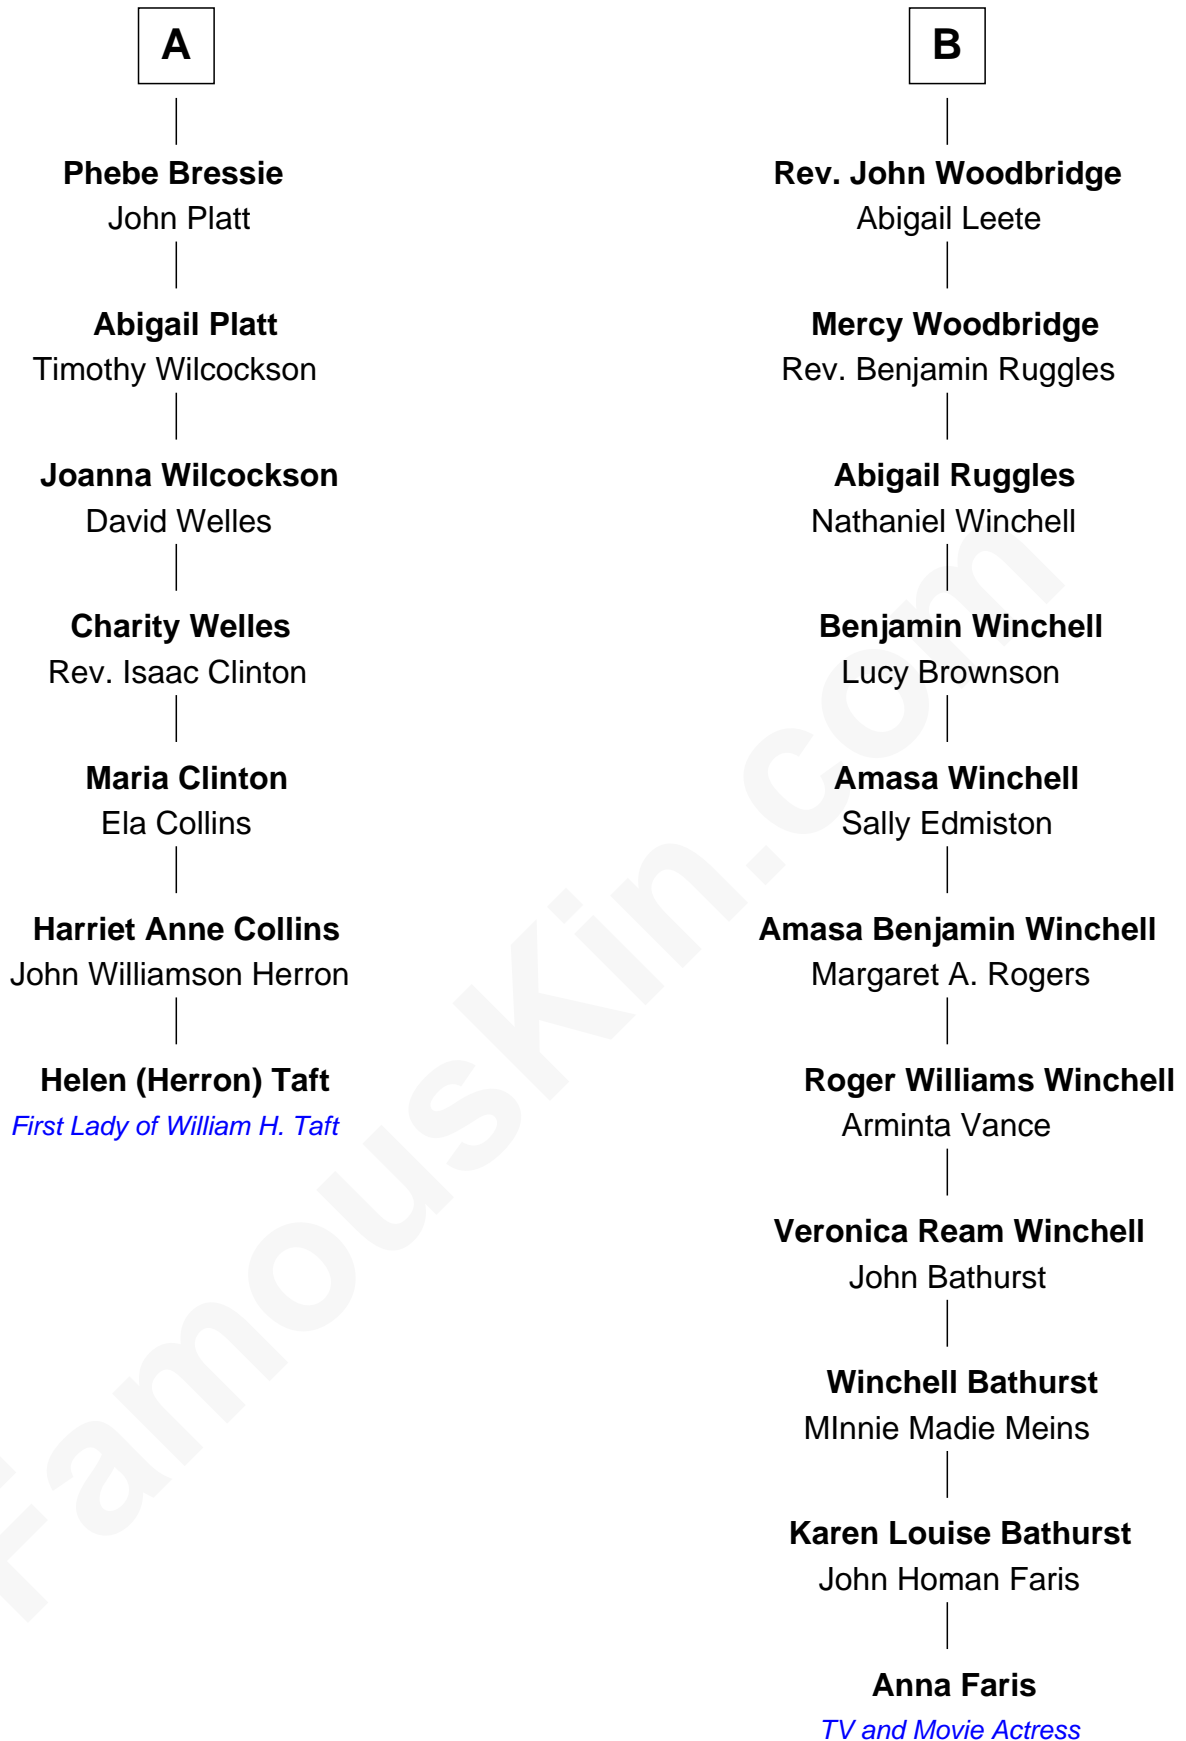 A
Phebe Bressie
John Platt
Abigail Platt
Timothy Wilcockson
Joanna Wilcockson
David Welles
Charity Welles
Rev. Isaac Clinton
Maria Clinton
Ela Collins
Harriet Anne Collins
John Williamson Herron
Helen (Herron) Taft
First Lady of William H. Taft
B
Rev. John Woodbridge
Abigail Leete
Mercy Woodbridge
Rev. Benjamin Ruggles
Abigail Ruggles
Nathaniel Winchell
Benjamin Winchell
Lucy Brownson
Amasa Winchell
Sally Edmiston
Amasa Benjamin Winchell
Margaret A. Rogers
Roger Williams Winchell
Arminta Vance
Veronica Ream Winchell
John Bathurst
Winchell Bathurst
MInnie Madie Meins
Karen Louise Bathurst
John Homan Faris
Anna Faris
TV and Movie Actress
FamousKin.com